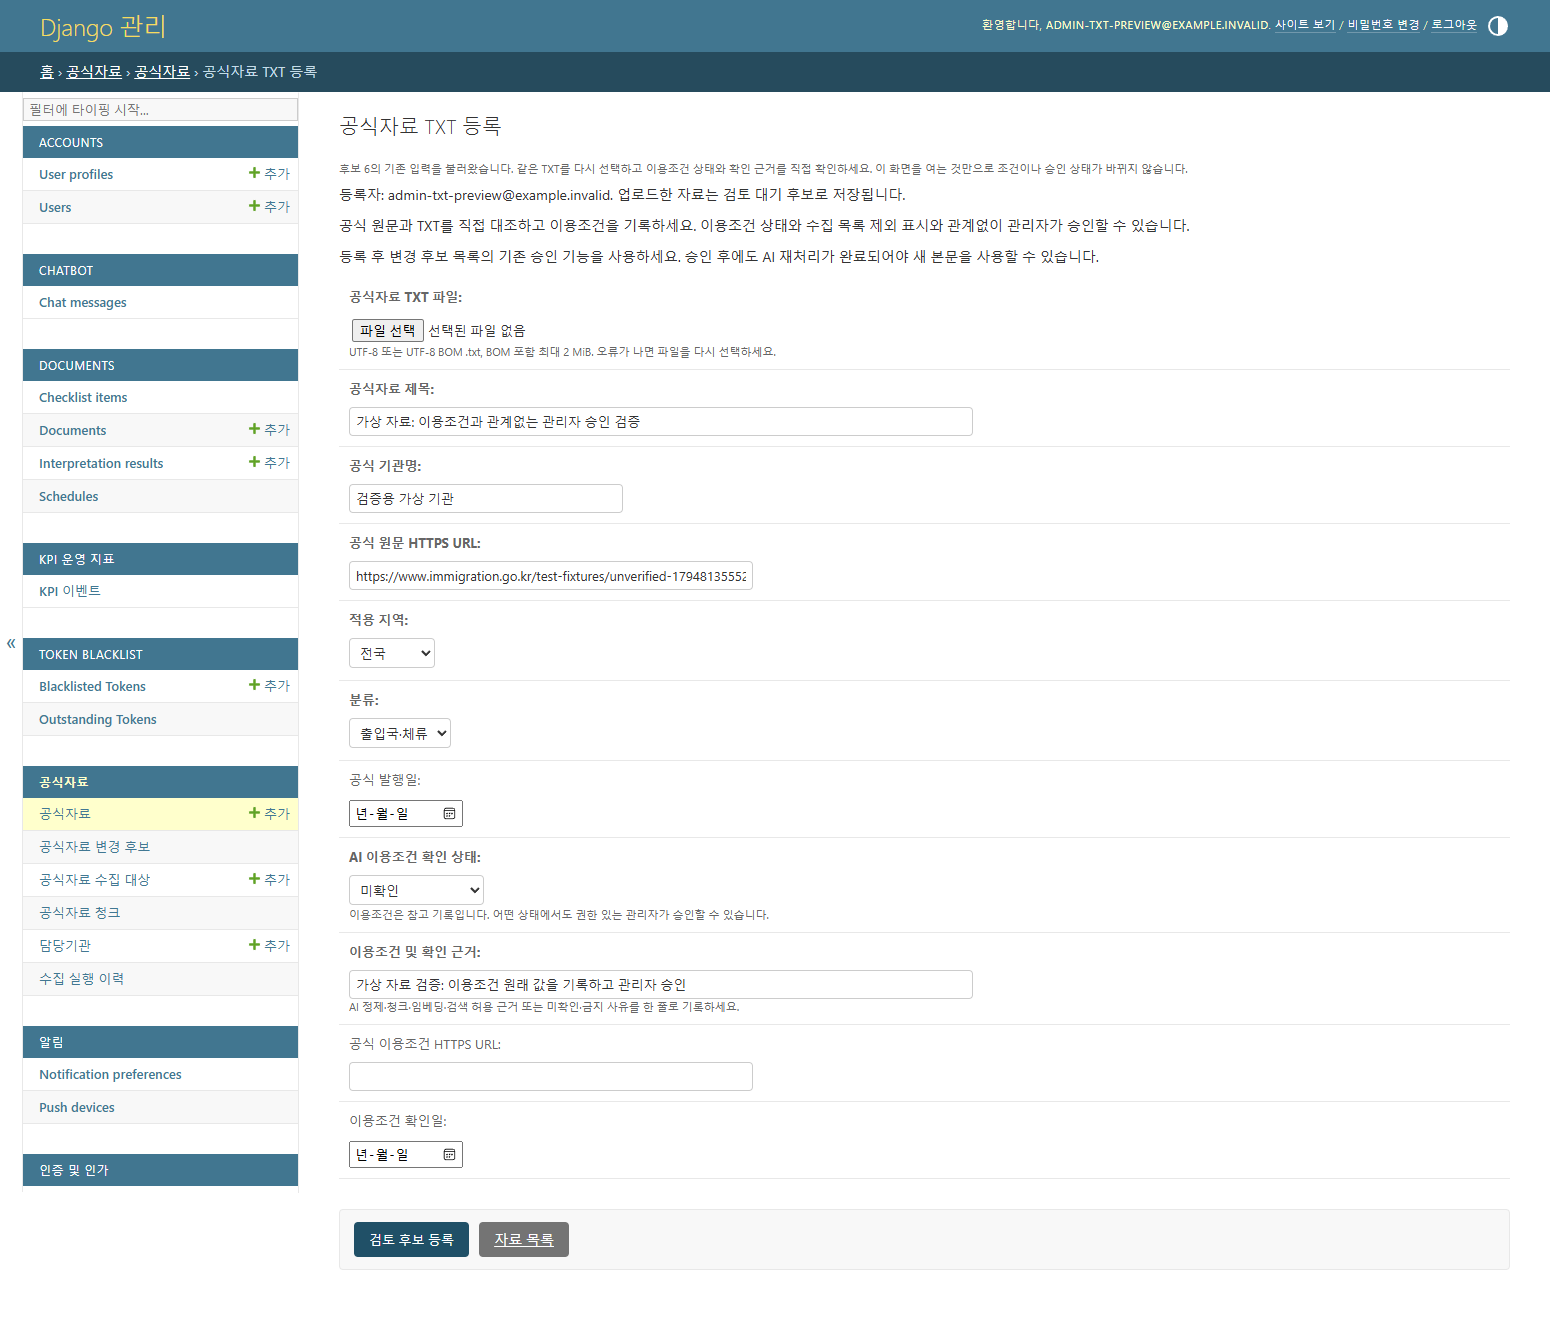 Django 관리
환영합니다, ADMIN-TXT-PREVIEW@EXAMPLE.INVALID. 사이트 보기 / 비밀번호 변경 / 로그아웃
홈 › 공식자료 › 공식자료 › 공식자료 TXT 등록
필터에 타이핑 시작...
ACCOUNTS
User profiles 추가
Users 추가
CHATBOT
Chat messages
DOCUMENTS
Checklist items
Documents 추가
Interpretation results 추가
Schedules
KPI 운영 지표
KPI 이벤트
TOKEN BLACKLIST
Blacklisted Tokens 추가
Outstanding Tokens
공식자료
공식자료 추가
공식자료 변경 후보
공식자료 수집 대상 추가
공식자료 청크
담당기관 추가
수집 실행 이력
알림
Notification preferences
Push devices
인증 및 인가
«
공식자료 TXT 등록
후보 6의 기존 입력을 불러왔습니다. 같은 TXT를 다시 선택하고 이용조건 상태와 확인 근거를 직접 확인하세요. 이 화면을 여는 것만으로 조건이나 승인 상태가 바뀌지 않습니다.
등록자: admin-txt-preview@example.invalid. 업로드한 자료는 검토 대기 후보로 저장됩니다.
공식 원문과 TXT를 직접 대조하고 이용조건을 기록하세요. 이용조건 상태와 수집 목록 제외 표시와 관계없이 관리자가 승인할 수 있습니다.
등록 후 변경 후보 목록의 기존 승인 기능을 사용하세요. 승인 후에도 AI 재처리가 완료되어야 새 본문을 사용할 수 있습니다.
공식자료 TXT 파일:
파일 선택 선택된 파일 없음
UTF-8 또는 UTF-8 BOM .txt, BOM 포함 최대 2 MiB. 오류가 나면 파일을 다시 선택하세요.
공식자료 제목:
가상 자료: 이용조건과 관계없는 관리자 승인 검증
공식 기관명:
검증용 가상 기관
공식 원문 HTTPS URL:
https://www.immigration.go.kr/test-fixtures/unverified-17948135552
적용 지역:
전국
분류:
출입국·체류
공식 발행일:
년-월-일
AI 이용조건 확인 상태:
미확인
이용조건은 참고 기록입니다. 어떤 상태에서도 권한 있는 관리자가 승인할 수 있습니다.
이용조건 및 확인 근거:
가상 자료 검증: 이용조건 원래 값을 기록하고 관리자 승인
AI 정제·청크·임베딩·검색 허용 근거 또는 미확인·금지 사유를 한 줄로 기록하세요.
공식 이용조건 HTTPS URL:
이용조건 확인일:
년-월-일
검토 후보 등록 자료 목록